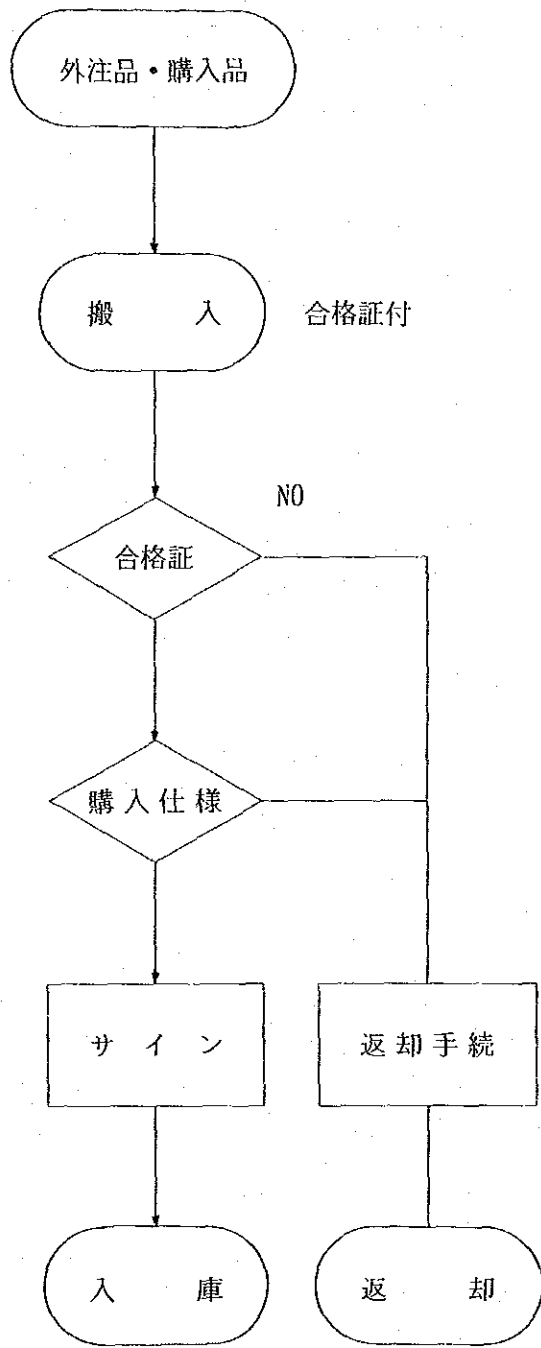 外注品・購入品
搬入 合格証付
NO
合格証
購入仕様
サイン 返却手続
入庫 返却